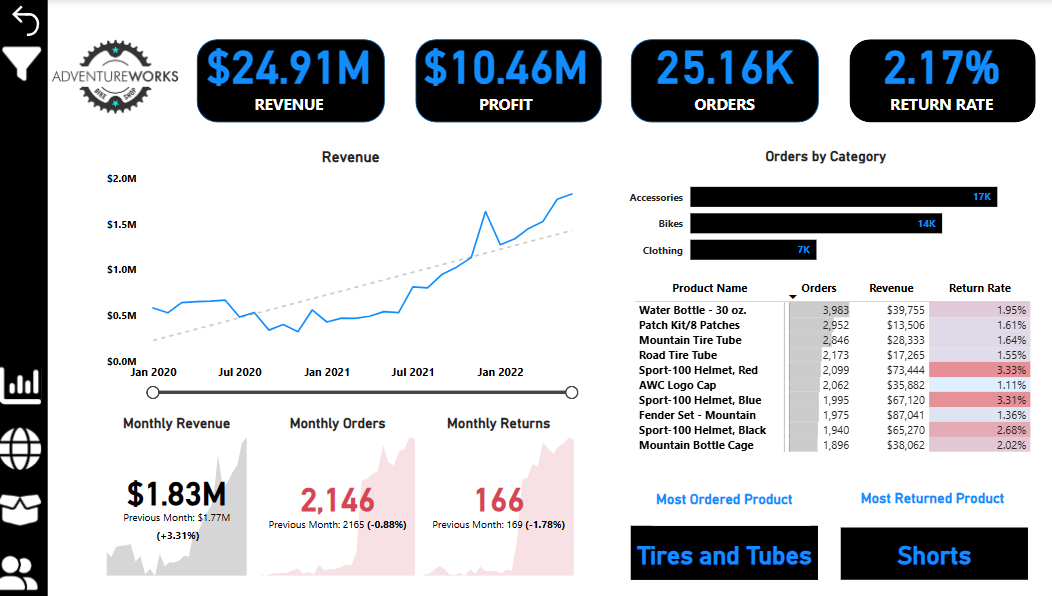 ADVENTUREWORKS
BIKE SHOP
$24.91M
REVENUE
$10.46M
PROFIT
25.16K
ORDERS
2.17%
RETURN RATE
Revenue
$2.0M
$1.5M
$1.0M
$0.5M
$0.0M
Jan 2020 Jul 2020 Jan 2021 Jul 2021 Jan 2022
Orders by Category
Accessories 17K
Bikes 14K
Clothing 7K
Product Name Orders Revenue Return Rate
Water Bottle - 30 oz. 3,983 $39,755 1.95%
Patch Kit/8 Patches 2,952 $13,506 1.61%
Mountain Tire Tube 2,846 $28,333 1.64%
Road Tire Tube 2,173 $17,265 1.55%
Sport-100 Helmet, Red 2,099 $73,444 3.33%
AWC Logo Cap 2,062 $35,882 1.11%
Sport-100 Helmet, Blue 1,995 $67,120 3.31%
Fender Set - Mountain 1,975 $87,041 1.36%
Sport-100 Helmet, Black 1,940 $65,270 2.68%
Mountain Bottle Cage 1,896 $38,062 2.02%
Monthly Revenue
$1.83M
Previous Month: $1.77M
(+3.31%)
Monthly Orders
2,146
Previous Month: 2165 (-0.88%)
Monthly Returns
166
Previous Month: 169 (-1.78%)
Most Ordered Product
Tires and Tubes
Most Returned Product
Shorts